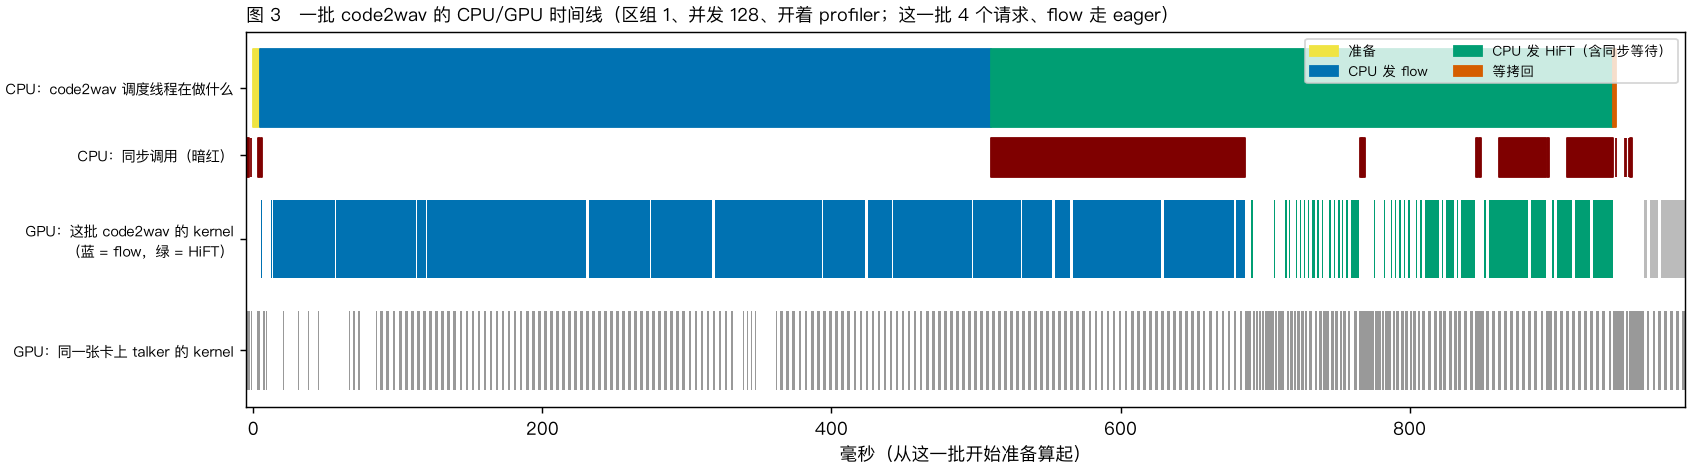 图 3　一批 code2wav 的 CPU/GPU 时间线（区组 1、并发 128、开着 profiler；这一批 4 个请求、flow 走 eager）
准备
CPU 发 flow
CPU 发 HiFT（含同步等待）
等拷回
CPU：code2wav 调度线程在做什么
CPU：同步调用（暗红）
GPU：这批 code2wav 的 kernel
（蓝 = flow，绿 = HiFT）
GPU：同一张卡上 talker 的 kernel
0 200 400 600 800
毫秒（从这一批开始准备算起）